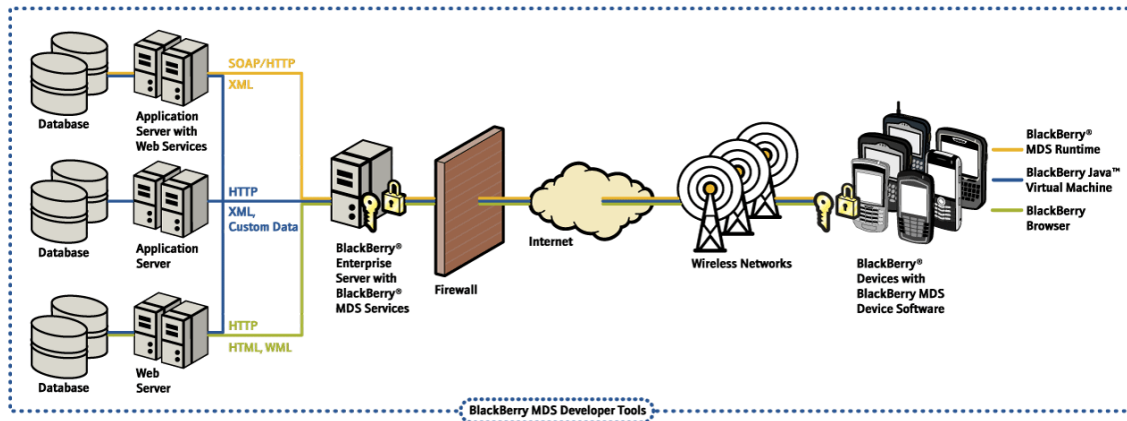 SOAP/HTTP
XML
Database
Application
Server with
Web Services
HTTP
XML,
Custom Data
Database
Application
Server
HTTP
HTML, WML
Database
Web
Server
BlackBerry®
Enterprise
Server with
BlackBerry®
MDS Services
Firewall
Internet
Wireless Networks
BlackBerry®
Devices with
BlackBerry MDS
Device Software
BlackBerry®
MDS Runtime
BlackBerry Java™
Virtual Machine
BlackBerry
Browser
BlackBerry MDS Developer Tools